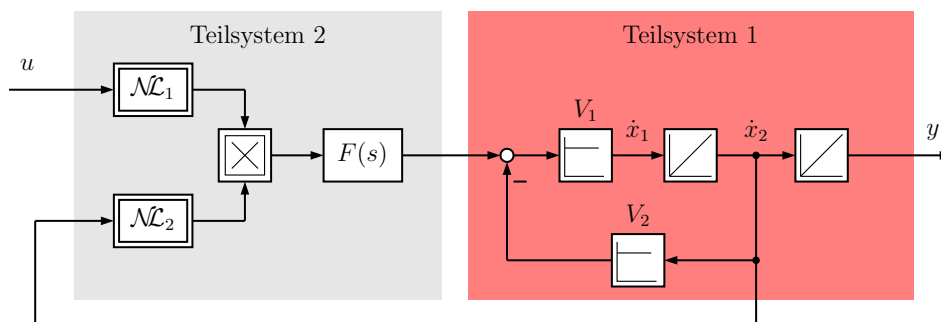 Teilsystem 2
Teilsystem 1
u
𝒩ℒ₁
V₁
ẋ₁
ẋ₂
y
F(s)
𝒩ℒ₂
V₂